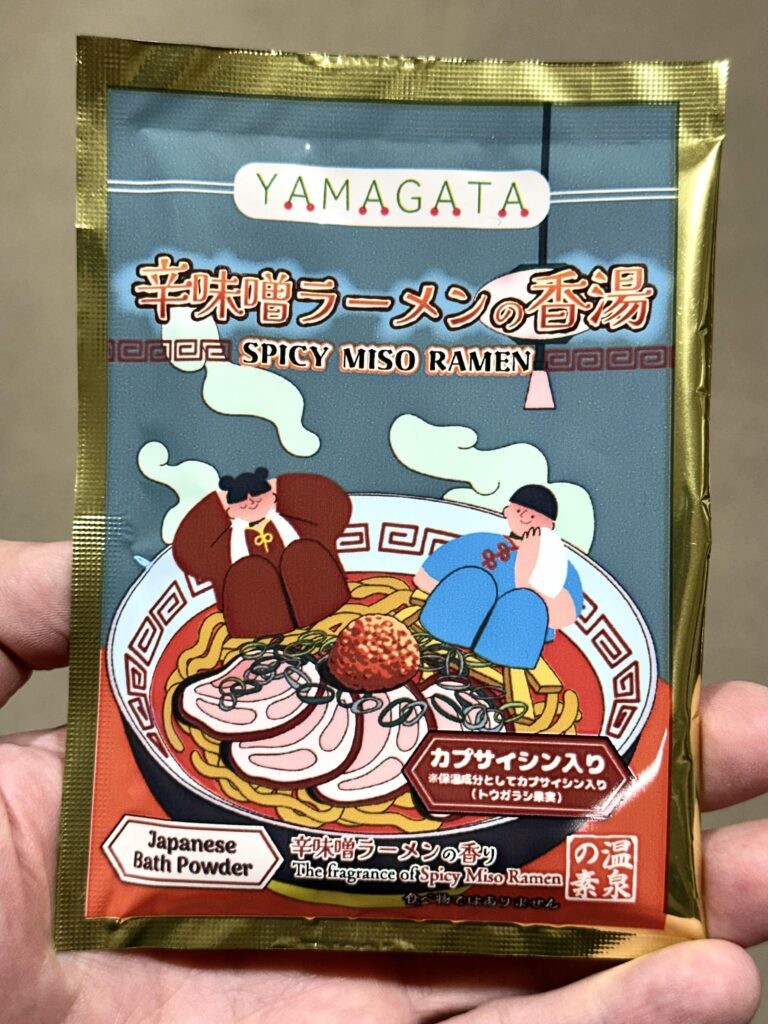 YAMAGATA
辛味噌ラーメンの香湯
SPICY MISO RAMEN
カプサイシン入り
※保温成分としてカプサイシン入り
(トウガラシ果実)
Japanese
Bath Powder
辛味噌ラーメンの香り
The fragrance of Spicy Miso Ramen
温泉
の素
食べ物ではありません